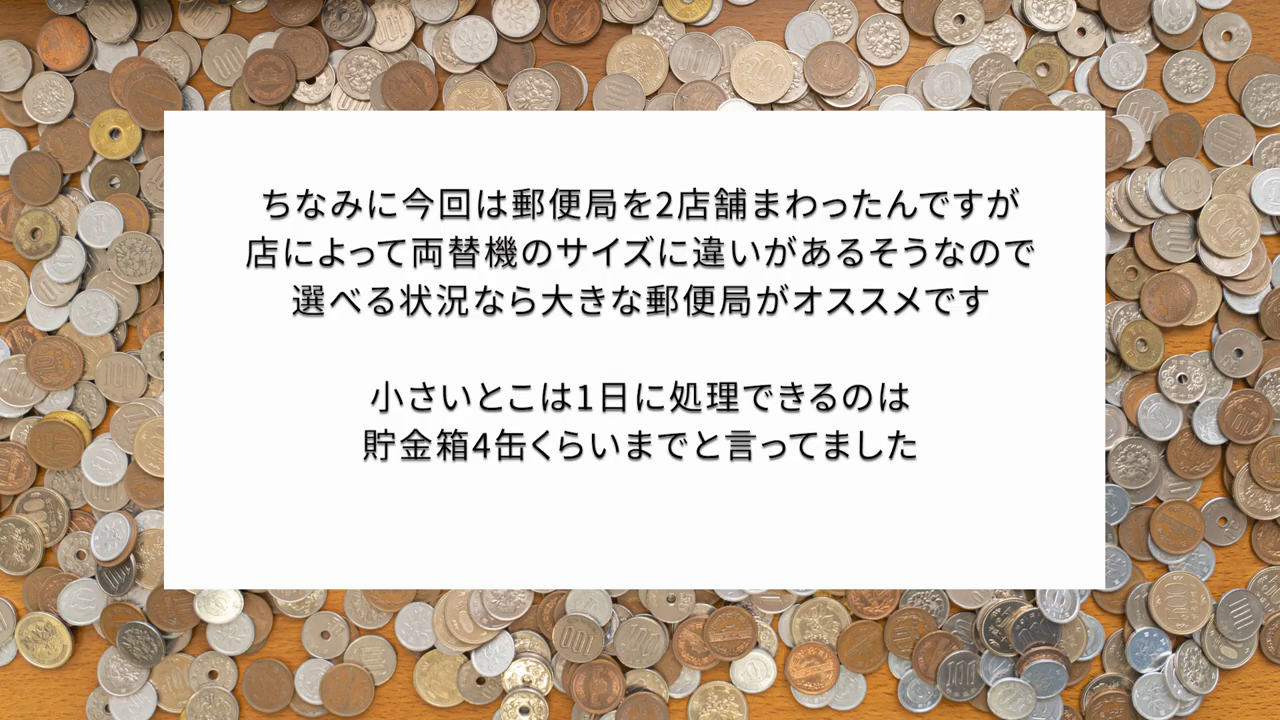 ちなみに今回は郵便局を2店舗まわったんですが
店によって両替機のサイズに違いがあるそうなので
選べる状況なら大きな郵便局がオススメです
小さいとこは1日に処理できるのは
貯金箱4缶くらいまでと言ってました